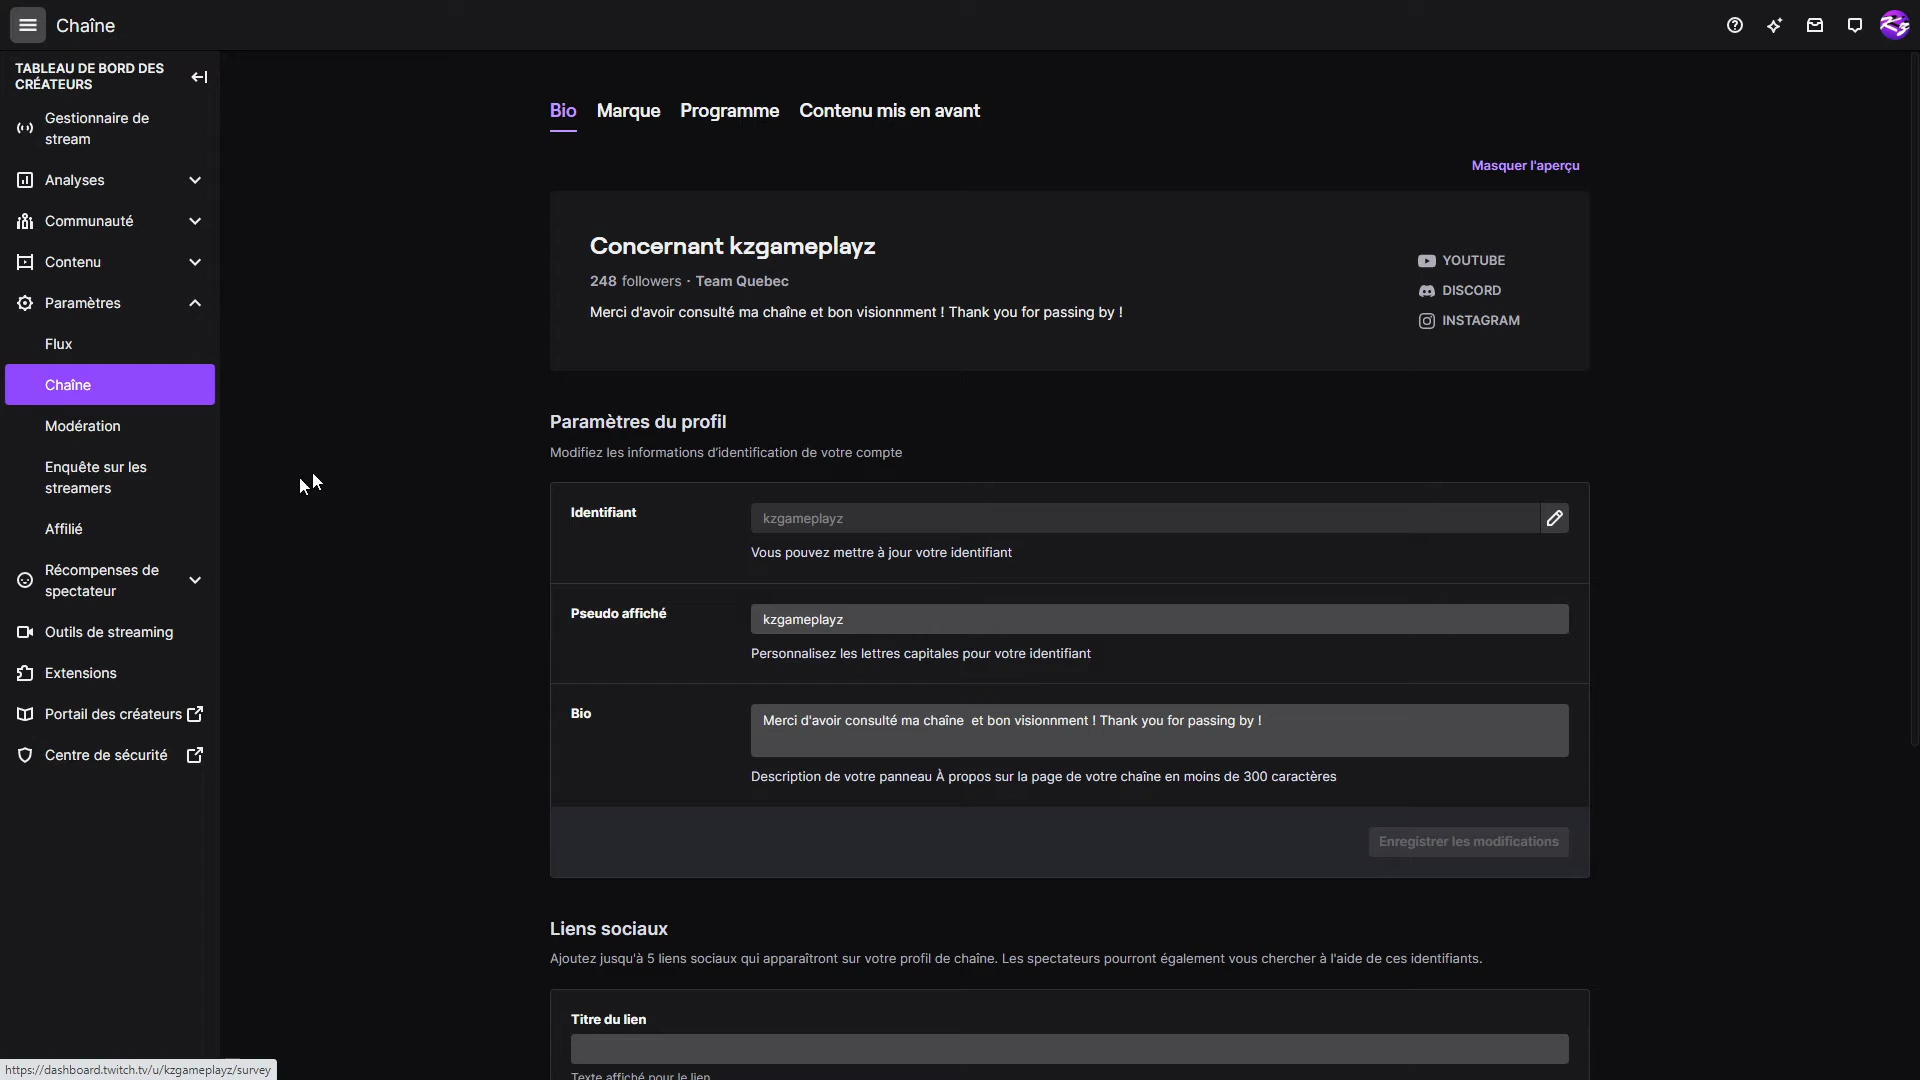 Chaîne
TABLEAU DE BORD DES
CRÉATEURS
Gestionnaire de
stream
Analyses
Communauté
Contenu
Paramètres
Flux
Chaîne
Modération
Enquête sur les
streamers
Affilié
Récompenses de
spectateur
Outils de streaming
Extensions
Portail des créateurs
Centre de sécurité
Bio Marque Programme Contenu mis en avant
Masquer l'aperçu
Concernant kzgameplayz
248 followers · Team Quebec
Merci d'avoir consulté ma chaîne et bon visionnment ! Thank you for passing by !
YOUTUBE
DISCORD
INSTAGRAM
Paramètres du profil
Modifiez les informations d'identification de votre compte
Identifiant
kzgameplayz
Vous pouvez mettre à jour votre identifiant
Pseudo affiché
kzgameplayz
Personnalisez les lettres capitales pour votre identifiant
Bio
Merci d'avoir consulté ma chaîne  et bon visionnment ! Thank you for passing by !
Description de votre panneau À propos sur la page de votre chaîne en moins de 300 caractères
Enregistrer les modifications
Liens sociaux
Ajoutez jusqu'à 5 liens sociaux qui apparaîtront sur votre profil de chaîne. Les spectateurs pourront également vous chercher à l'aide de ces identifiants.
Titre du lien
Texte affiché pour le lien
https://dashboard.twitch.tv/u/kzgameplayz/survey
Kz